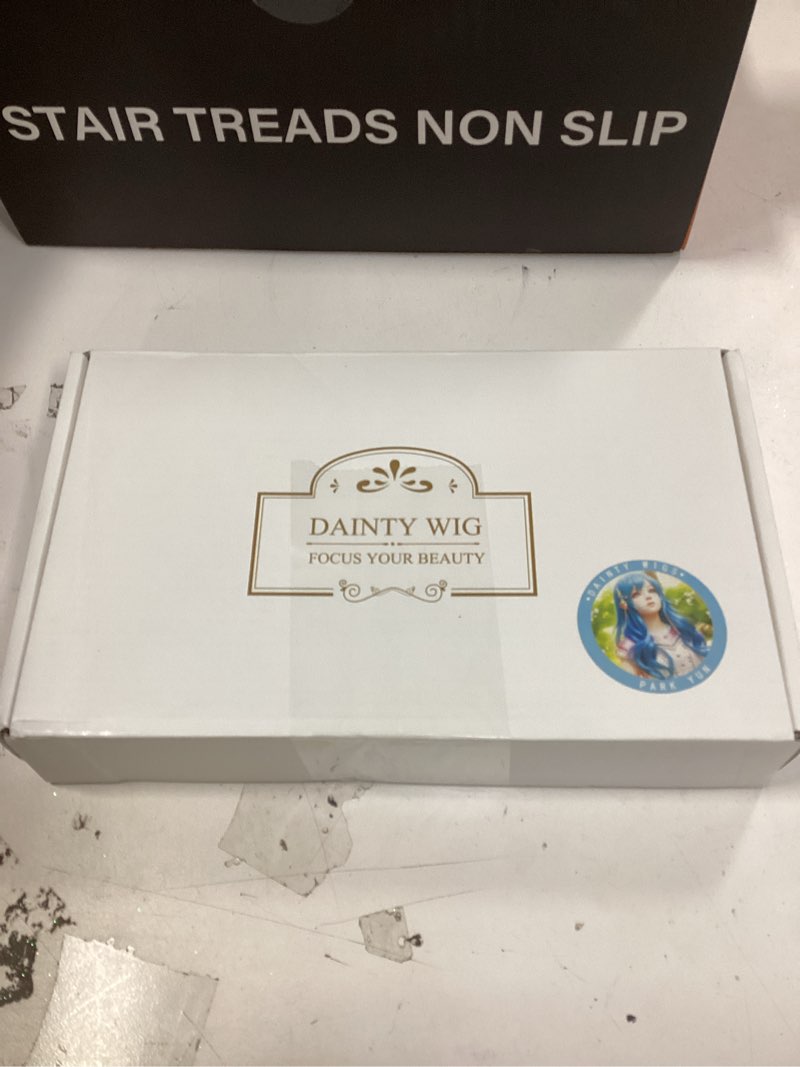 STAIR TREADS NON SLIP
DAINTY WIG
FOCUS YOUR BEAUTY
•DAINTY WIGS•
PARK YUN